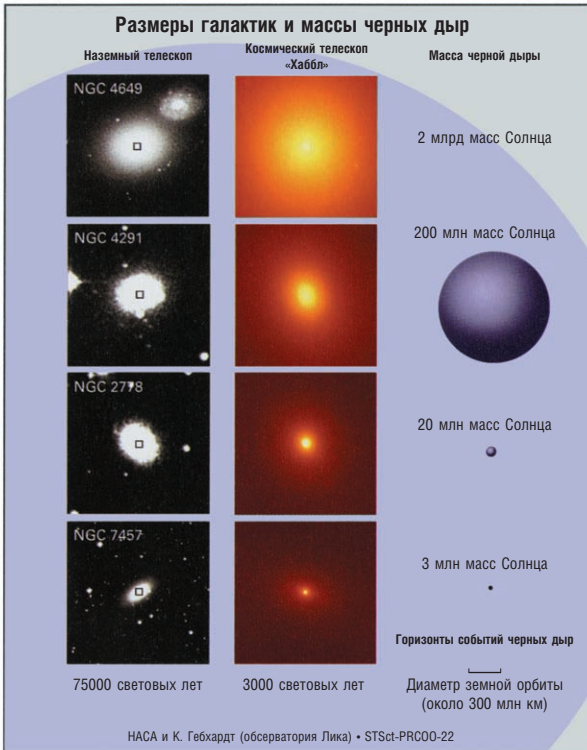 Размеры галактик и массы черных дыр
Наземный телескоп
Космический телескоп
«Хаббл»
Масса черной дыры
NGC 4649
2 млрд масс Солнца
NGC 4291
200 млн масс Солнца
NGC 2778
20 млн масс Солнца
NGC 7457
3 млн масс Солнца
Горизонты событий черных дыр
75000 световых лет
3000 световых лет
Диаметр земной орбиты
(около 300 млн км)
НАСА и К. Гебхардт (обсерватория Лика) • STSct-PRCOO-22